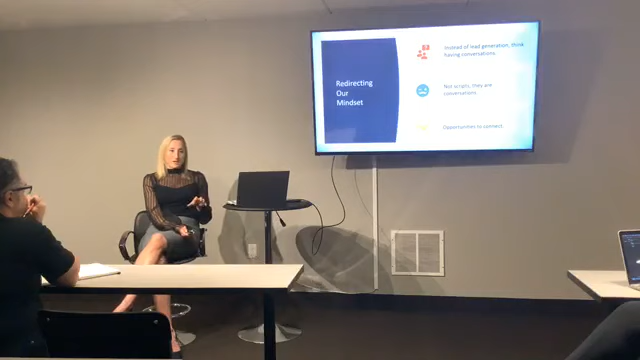 Redirecting
Our
Mindset
Instead of lead generation, think
having conversations
Not scripts, they are
conversations
Opportunities to connect.